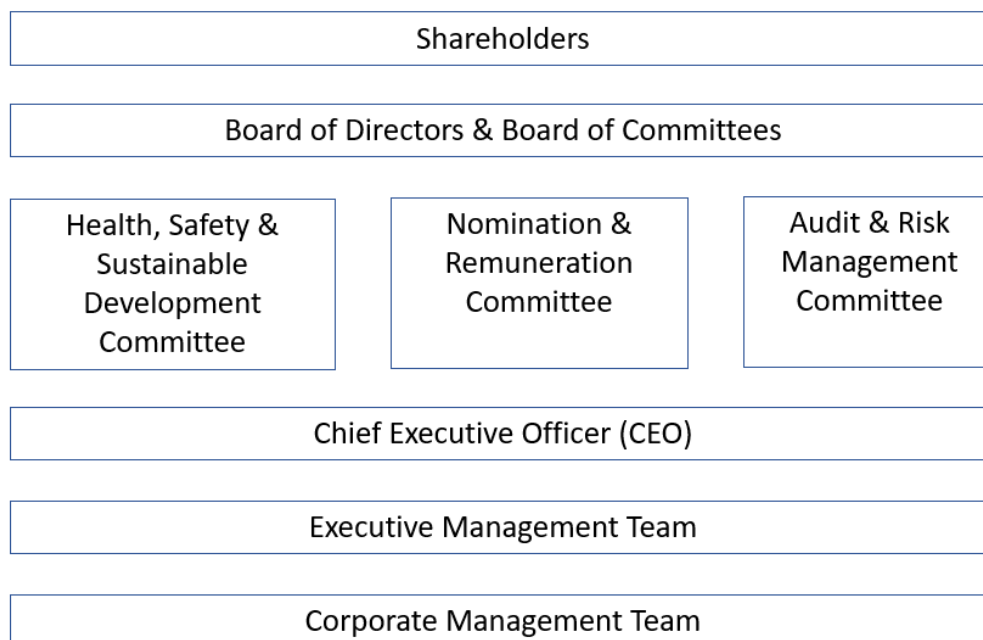 Shareholders
Board of Directors & Board of Committees
Health, Safety &
Sustainable
Development
Committee
Nomination &
Remuneration
Committee
Audit & Risk
Management
Committee
Chief Executive Officer (CEO)
Executive Management Team
Corporate Management Team